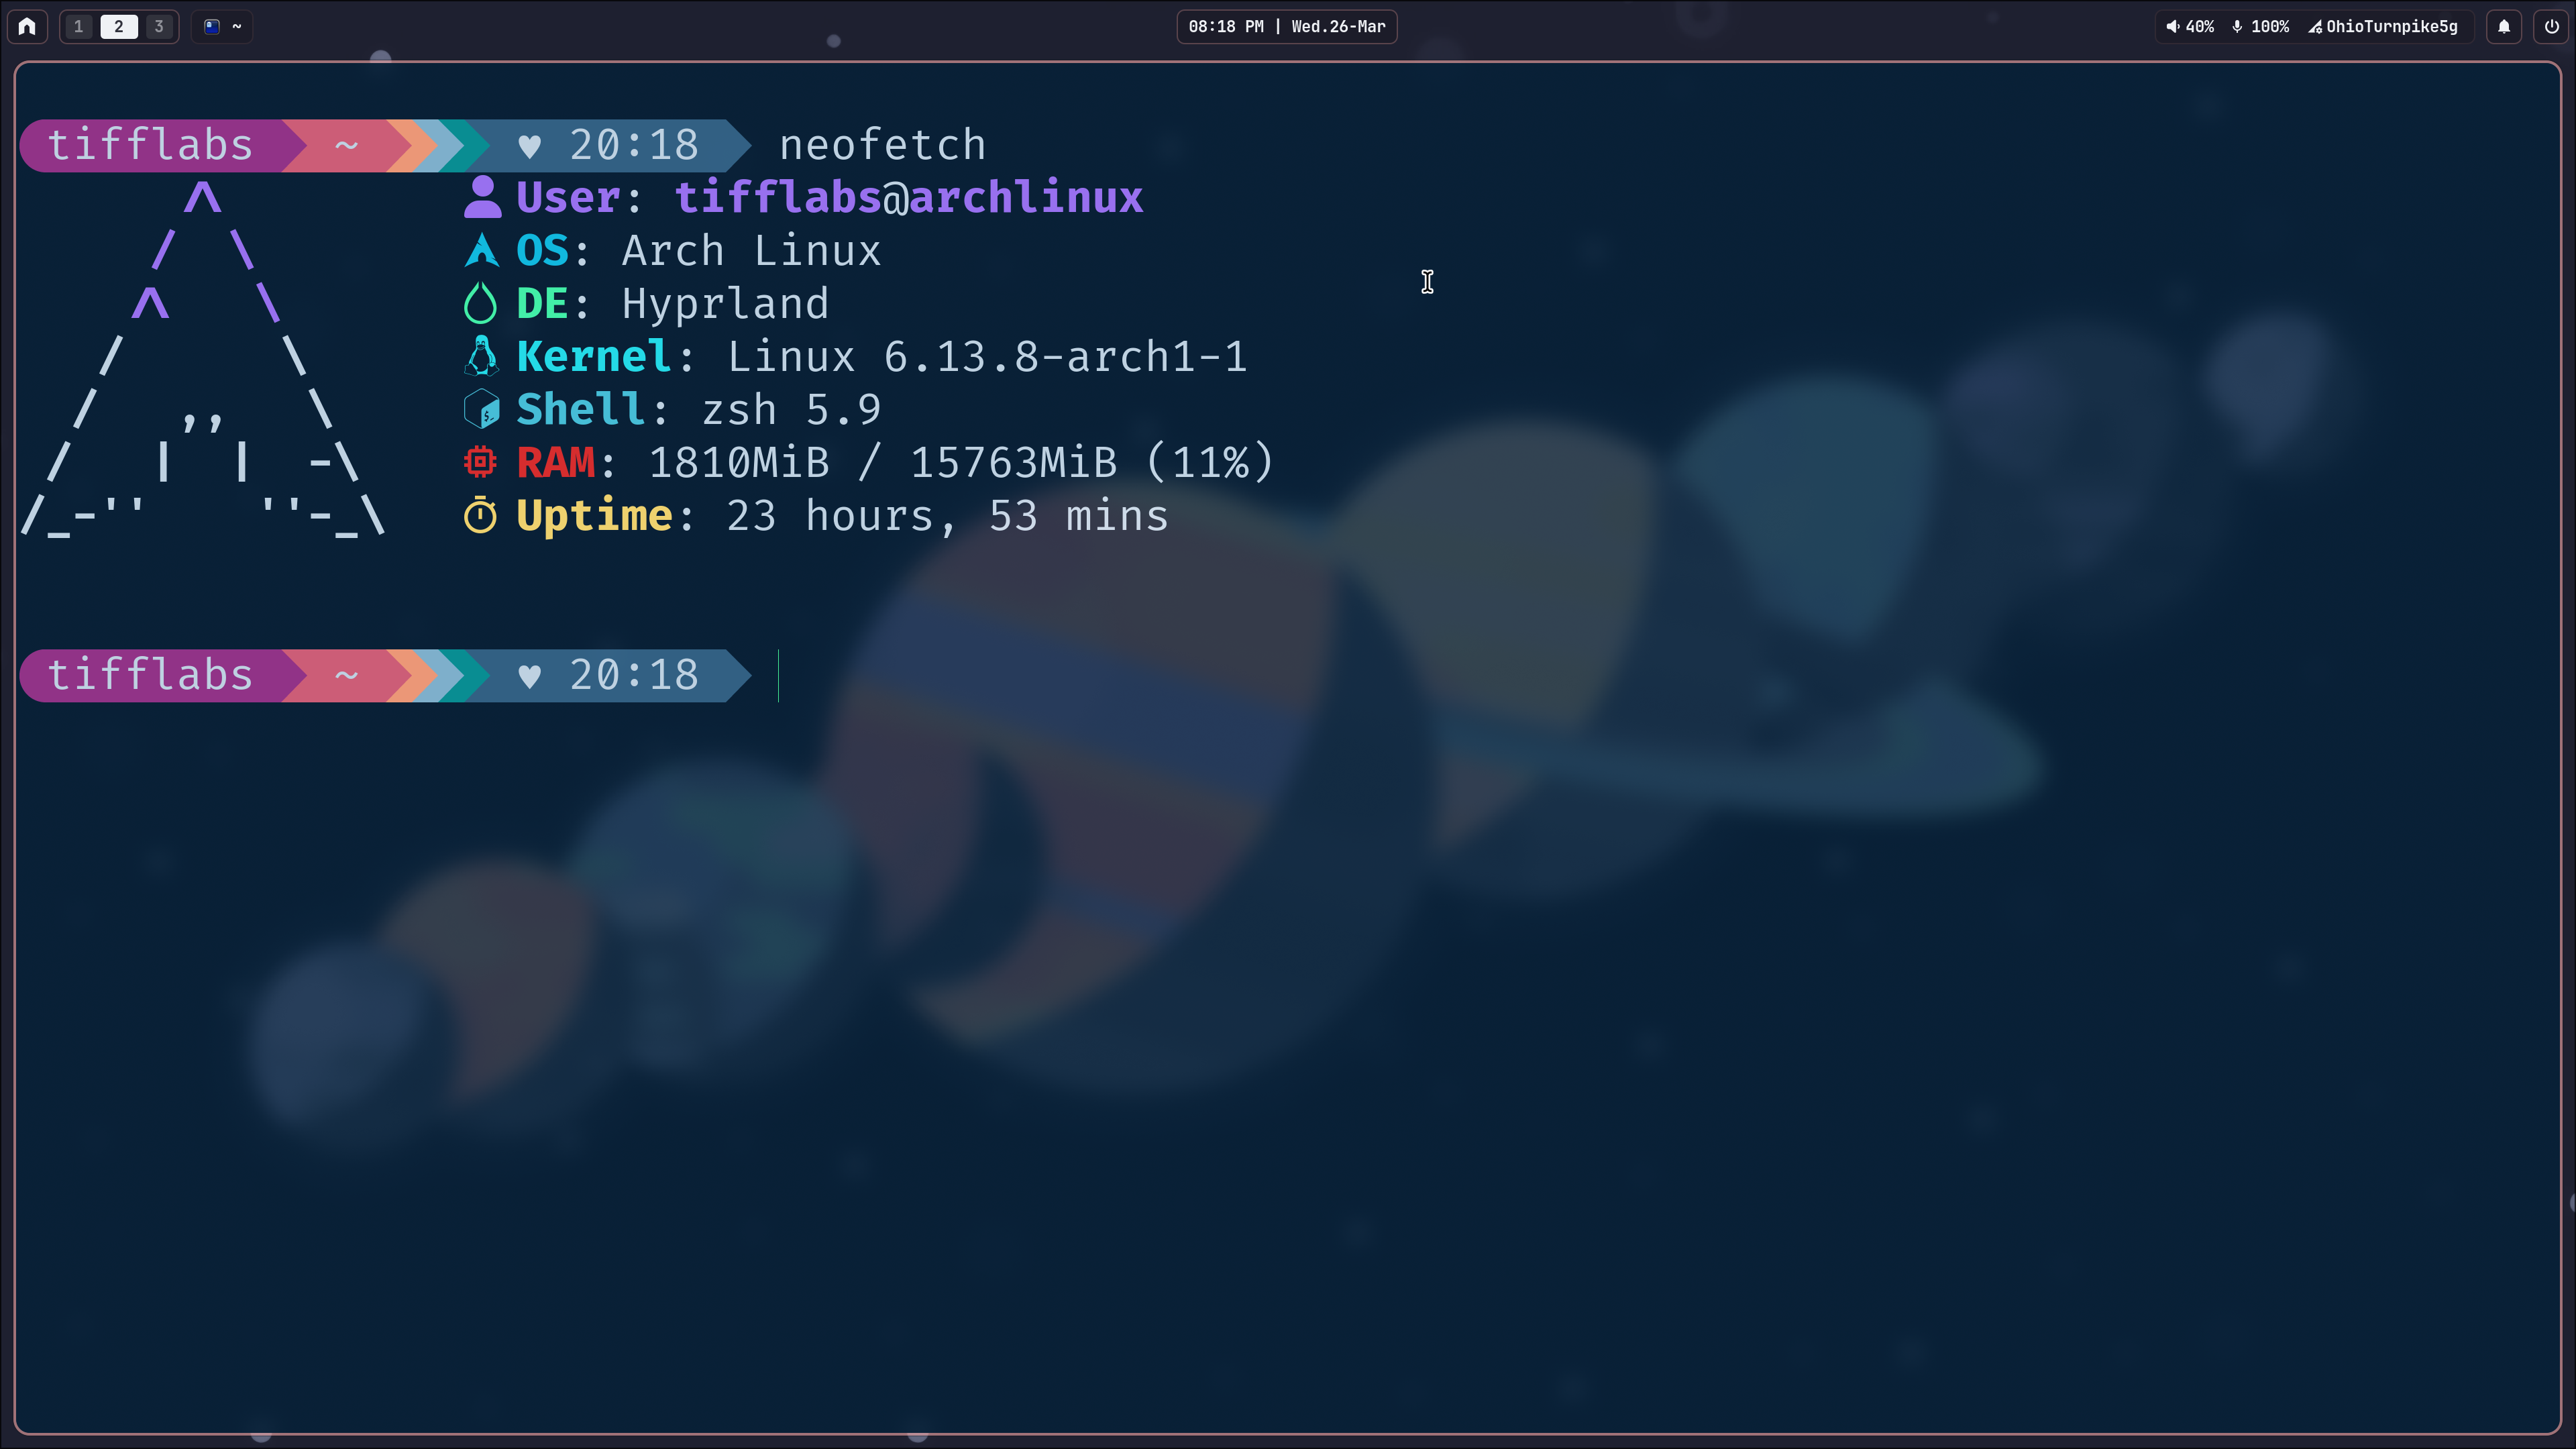 1 2 3 ~ 08:18 PM | Wed.26-Mar 40% 100% OhioTurnpike5g
tifflabs ~ ♥ 20:18 neofetch
User: tifflabs@archlinux
OS: Arch Linux
DE: Hyprland
Kernel: Linux 6.13.8-arch1-1
Shell: zsh 5.9
RAM: 1810MiB / 15763MiB (11%)
Uptime: 23 hours, 53 mins
tifflabs ~ ♥ 20:18